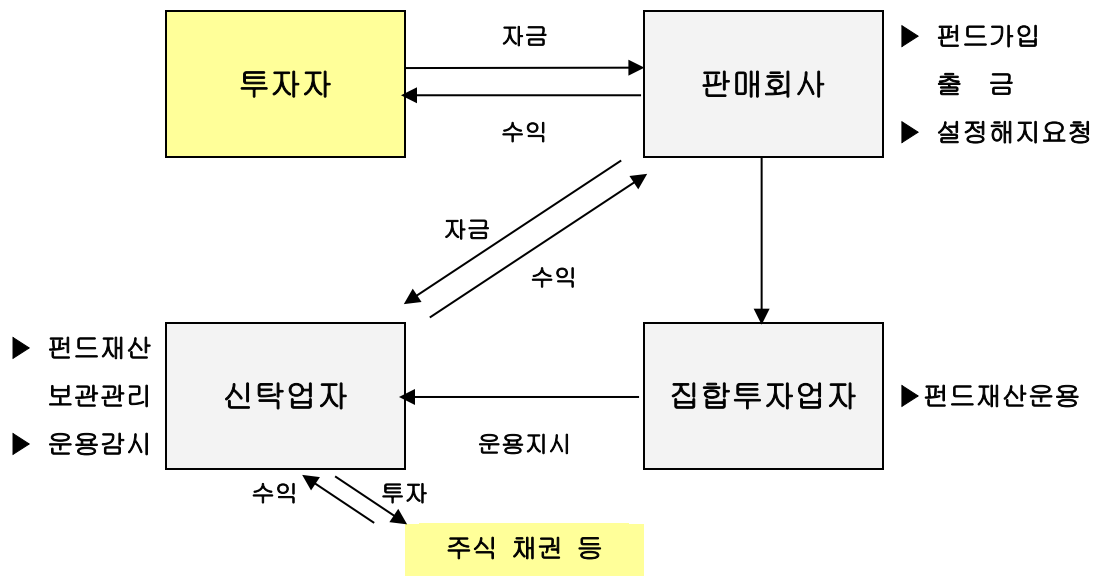 자금
투자자
판매회사
수익
▶ 펀드가입
출 금
▶ 설정해지요청
자금
수익
▶ 펀드재산
보관관리
▶ 운용감시
신탁업자
집합투자업자
▶펀드재산운용
운용지시
수익
투자
주식 채권 등